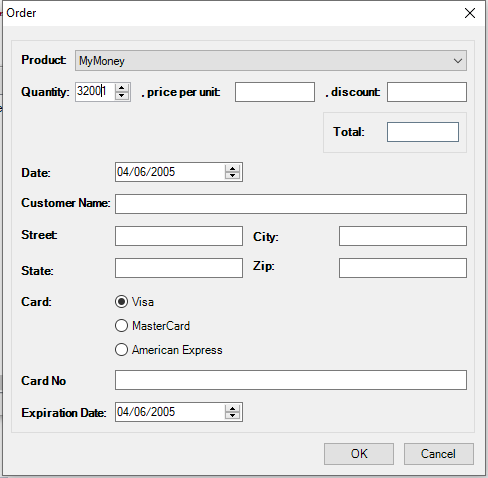 Order
Product: MyMoney
Quantity: 32001 , price per unit: , discount:
Total:
Date: 04/06/2005
Customer Name:
Street: City:
State: Zip:
Card: Visa
MasterCard
American Express
Card No
Expiration Date: 04/06/2005
OK Cancel